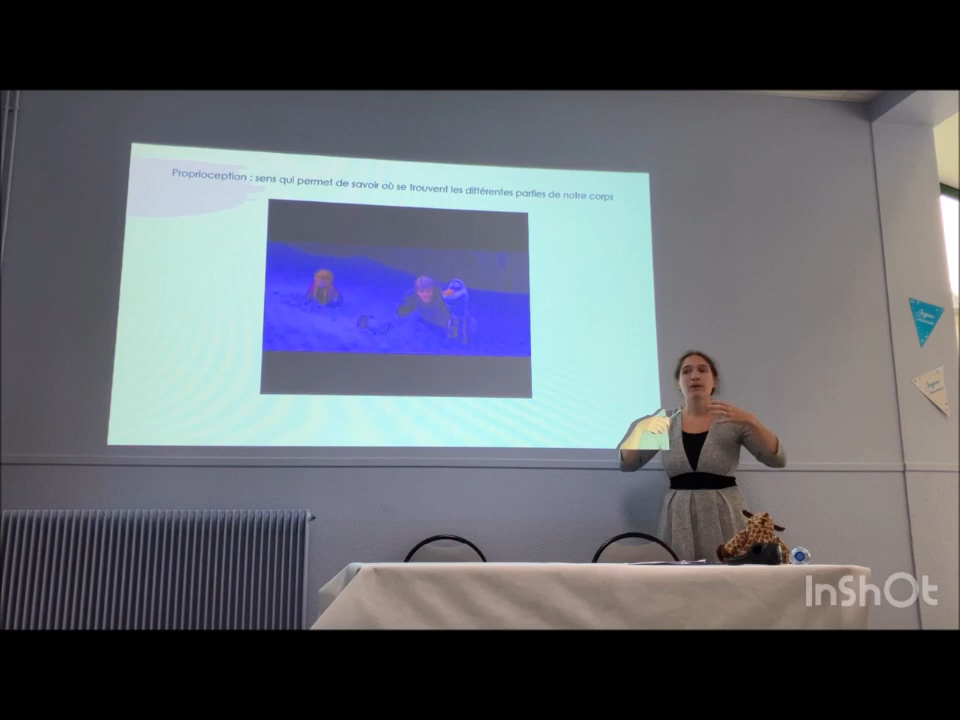 Proprioception : sens qui permet de savoir où se trouvent les différentes parties de notre corps
InShOt